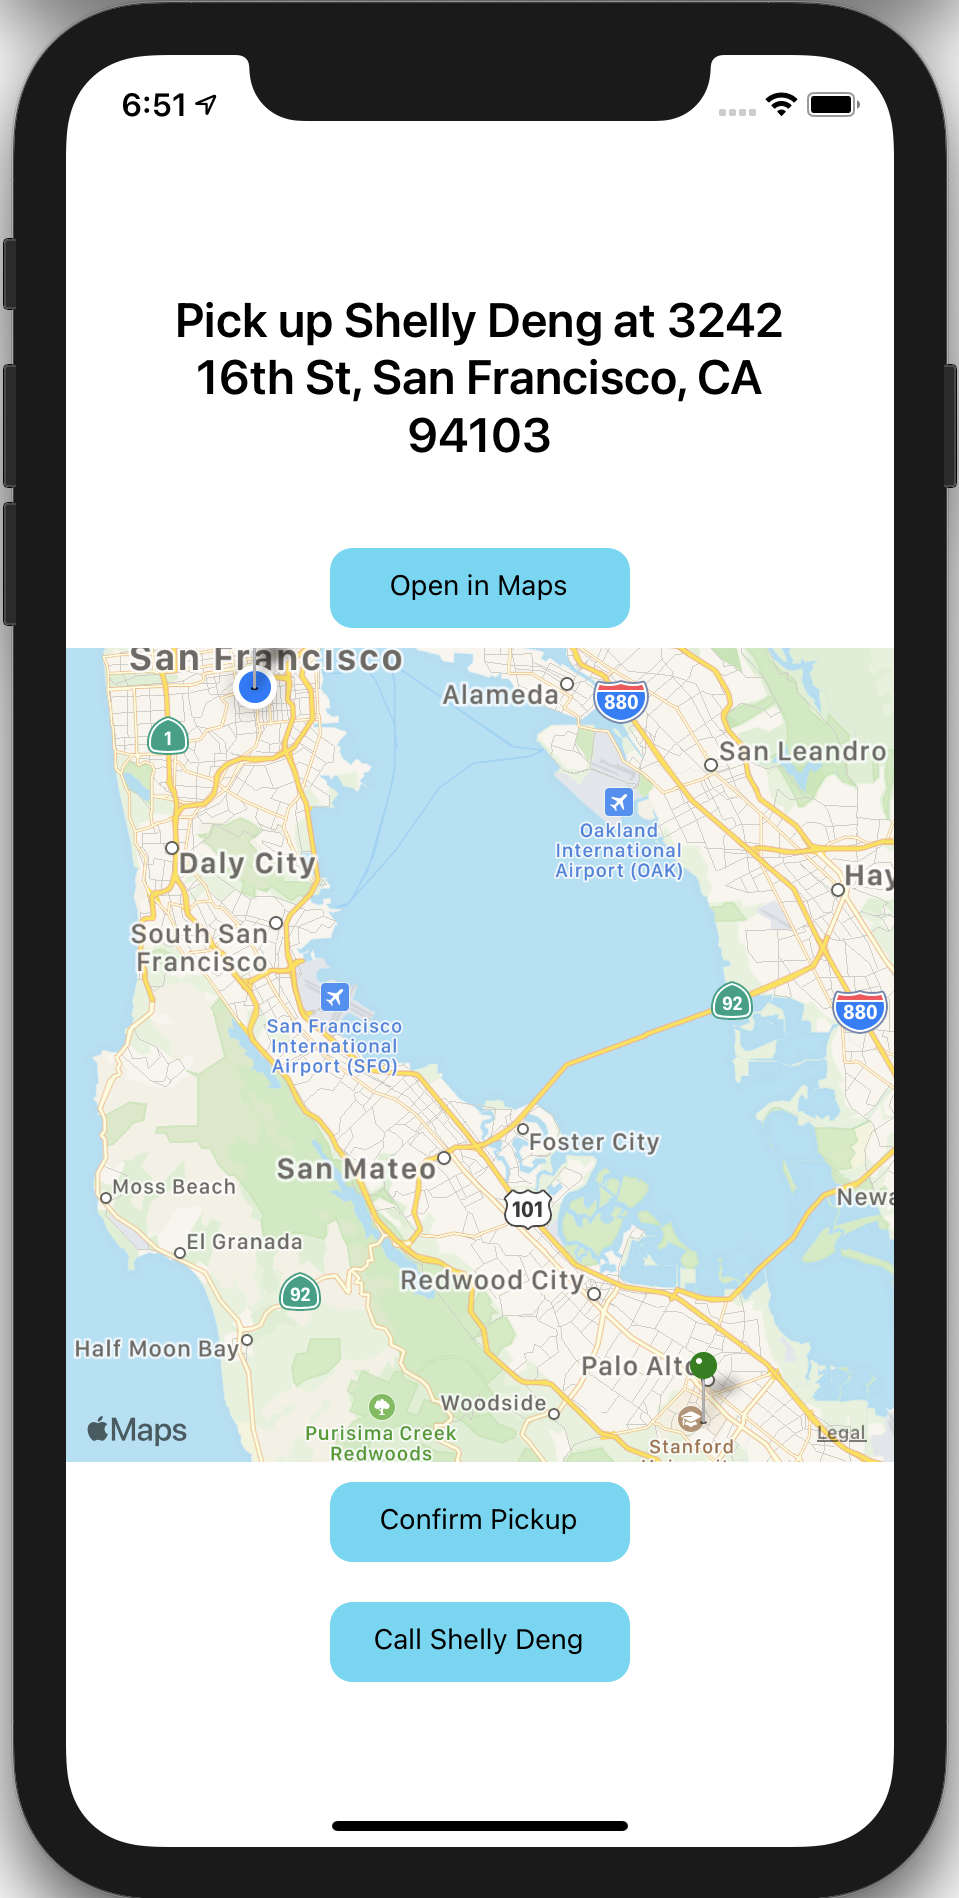 6:51
Pick up Shelly Deng at 3242
16th St, San Francisco, CA
94103
Open in Maps
San Francisco
Alameda
880
1
San Leandro
Oakland
International
Airport (OAK)
Daly City
Hay
South San
Francisco
92
880
San Francisco
International
Airport (SFO)
Foster City
San Mateo
Moss Beach
Newa
101
El Granada
Redwood City
92
Half Moon Bay
Palo Alto
Woodside
Purisima Creek
Redwoods
Maps
Legal
Stanford
Confirm Pickup
Call Shelly Deng